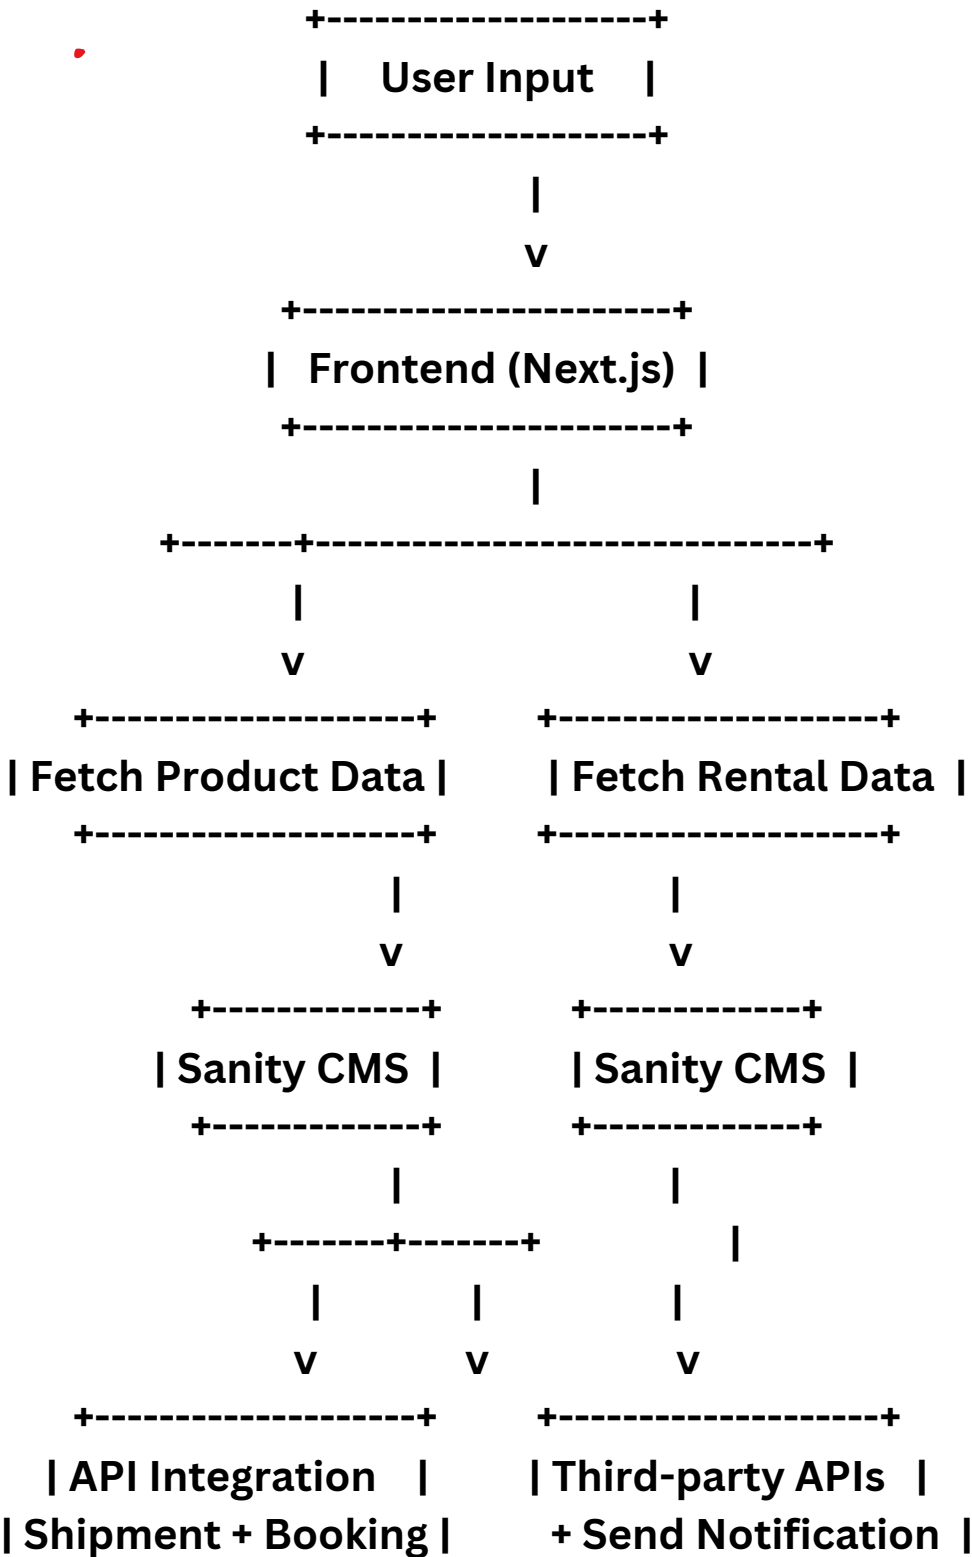 +---------------------+
| User Input |
+---------------------+
|
v
+-----------------------+
| Frontend (Next.js) |
+-----------------------+
|
+-------+-------------------------------+
| |
v v
+---------------------+ +--------------------+
| Fetch Product Data | | Fetch Rental Data |
+---------------------+ +--------------------+
| |
v v
+-------------+ +-------------+
| Sanity CMS | | Sanity CMS |
+-------------+ +-------------+
| |
+-------+-------+ |
| | |
v v v
+---------------------+ +--------------------+
| API Integration | | Third-party APIs |
| Shipment + Booking | + Send Notification |